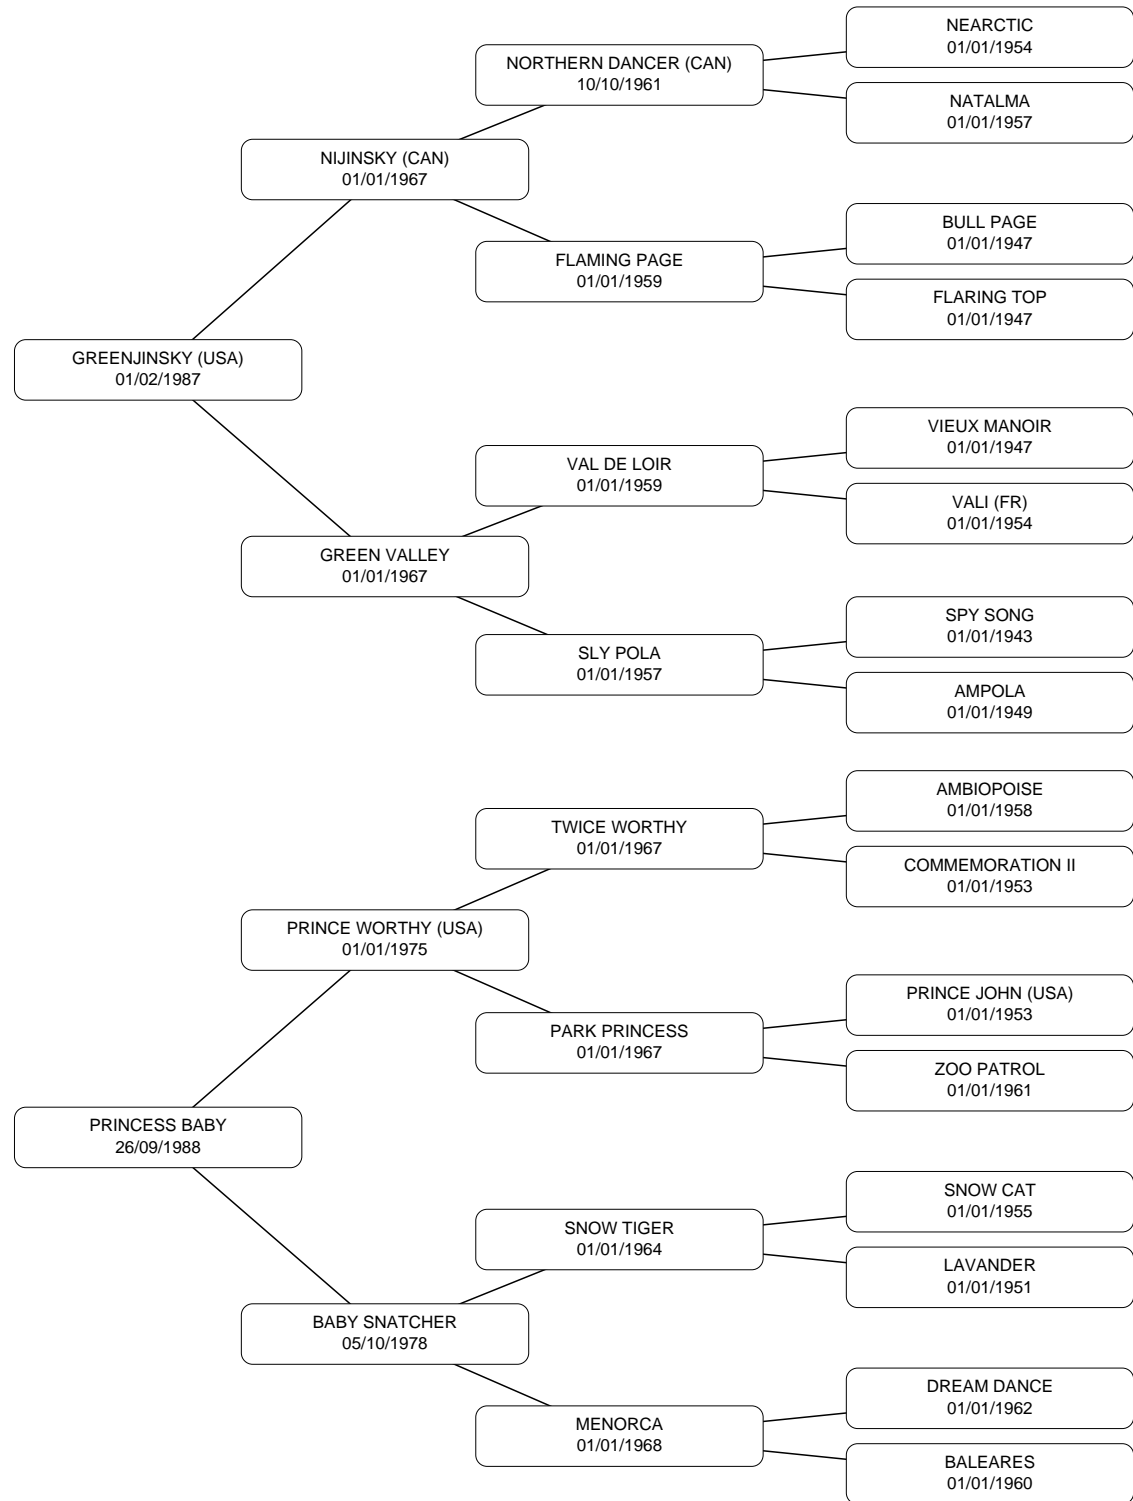 NEARCTIC
01/01/1954
NORTHERN DANCER (CAN)
10/10/1961
NATALMA
01/01/1957
NIJINSKY (CAN)
01/01/1967
BULL PAGE
01/01/1947
FLAMING PAGE
01/01/1959
FLARING TOP
01/01/1947
GREENJINSKY (USA)
01/02/1987
VIEUX MANOIR
01/01/1947
VAL DE LOIR
01/01/1959
VALI (FR)
01/01/1954
GREEN VALLEY
01/01/1967
SPY SONG
01/01/1943
SLY POLA
01/01/1957
AMPOLA
01/01/1949
AMBIOPOISE
01/01/1958
TWICE WORTHY
01/01/1967
COMMEMORATION II
01/01/1953
PRINCE WORTHY (USA)
01/01/1975
PRINCE JOHN (USA)
01/01/1953
PARK PRINCESS
01/01/1967
ZOO PATROL
01/01/1961
PRINCESS BABY
26/09/1988
SNOW CAT
01/01/1955
SNOW TIGER
01/01/1964
LAVANDER
01/01/1951
BABY SNATCHER
05/10/1978
DREAM DANCE
01/01/1962
MENORCA
01/01/1968
BALEARES
01/01/1960